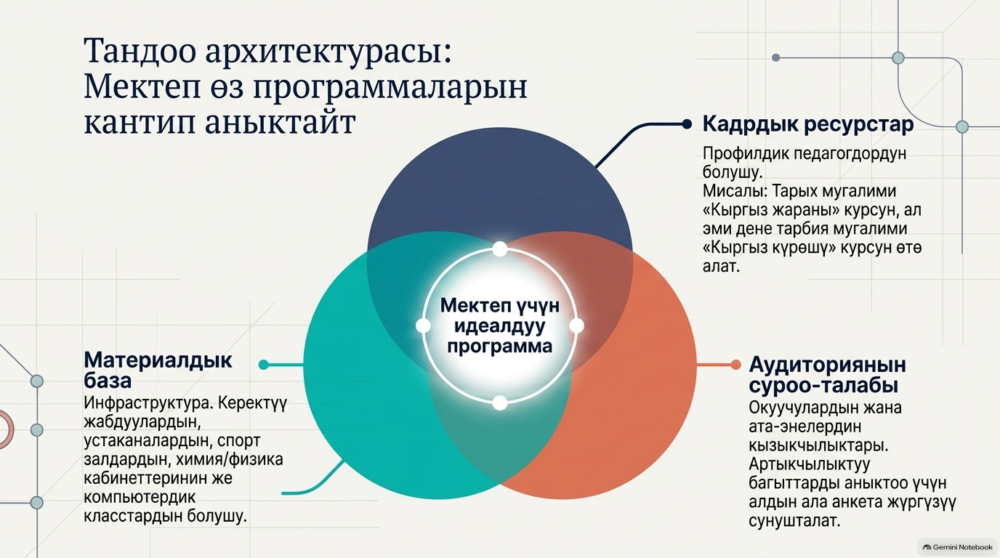 Тандоо архитектурасы:
Мектеп өз программаларын
кантип аныктайт
Кадрдык ресурстар
Профилдик педагогдордун
болушу.
Мисалы: Тарых мугалими
«Кыргыз жараны» курсун, ал
эми дене тарбия мугалими
«Кыргыз күрөшү» курсун өтө
алат.
Мектеп үчүн
идеалдуу
программа
Материалдык
база
Инфраструктура. Керектүү
жабдуулардын,
устаканалардын, спорт
залдардын, химия/физика
кабинеттеринин же
компьютердик
класстардын болушу.
Аудиториянын
суроо-талабы
Окуучулардын жана
ата-энелердин
кызыкчылыктары.
Артыкчылыктуу
багыттарды аныктоо үчүн
алдын ала анкета жүргүзүү
сунушталат.
Gemini Notebook